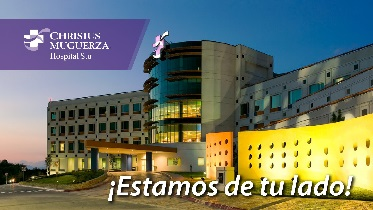 CHRISTUS
MUGUERZA
Hospital Sur
¡Estamos de tu lado!